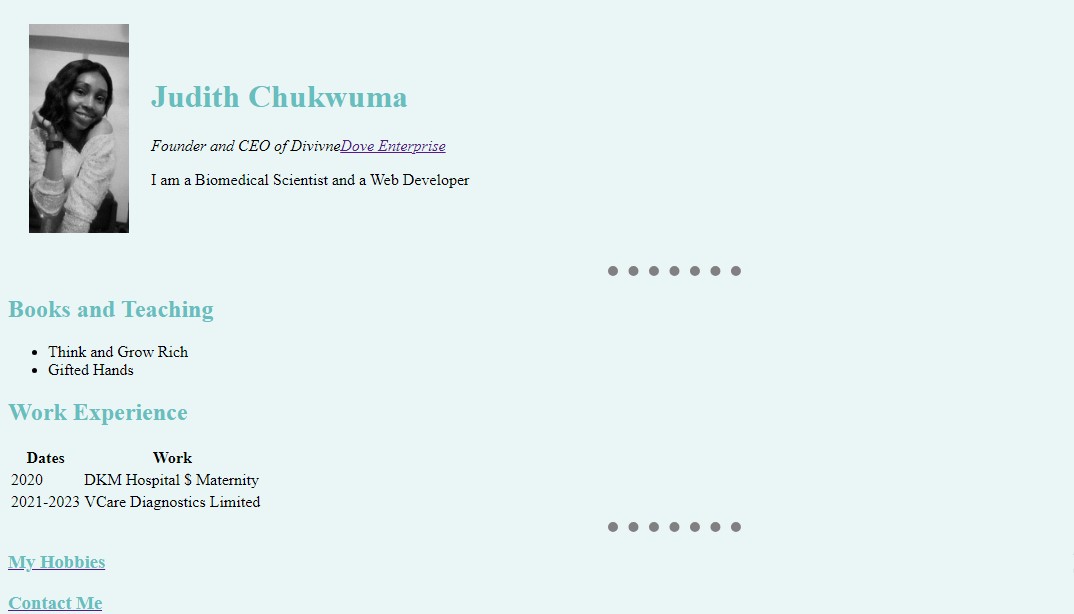 Judith Chukwuma
Founder and CEO of DivivneDove Enterprise
I am a Biomedical Scientist and a Web Developer
Books and Teaching
Think and Grow Rich
Gifted Hands
Work Experience
Dates Work
2020 DKM Hospital $ Maternity
2021-2023 VCare Diagnostics Limited
My Hobbies
Contact Me